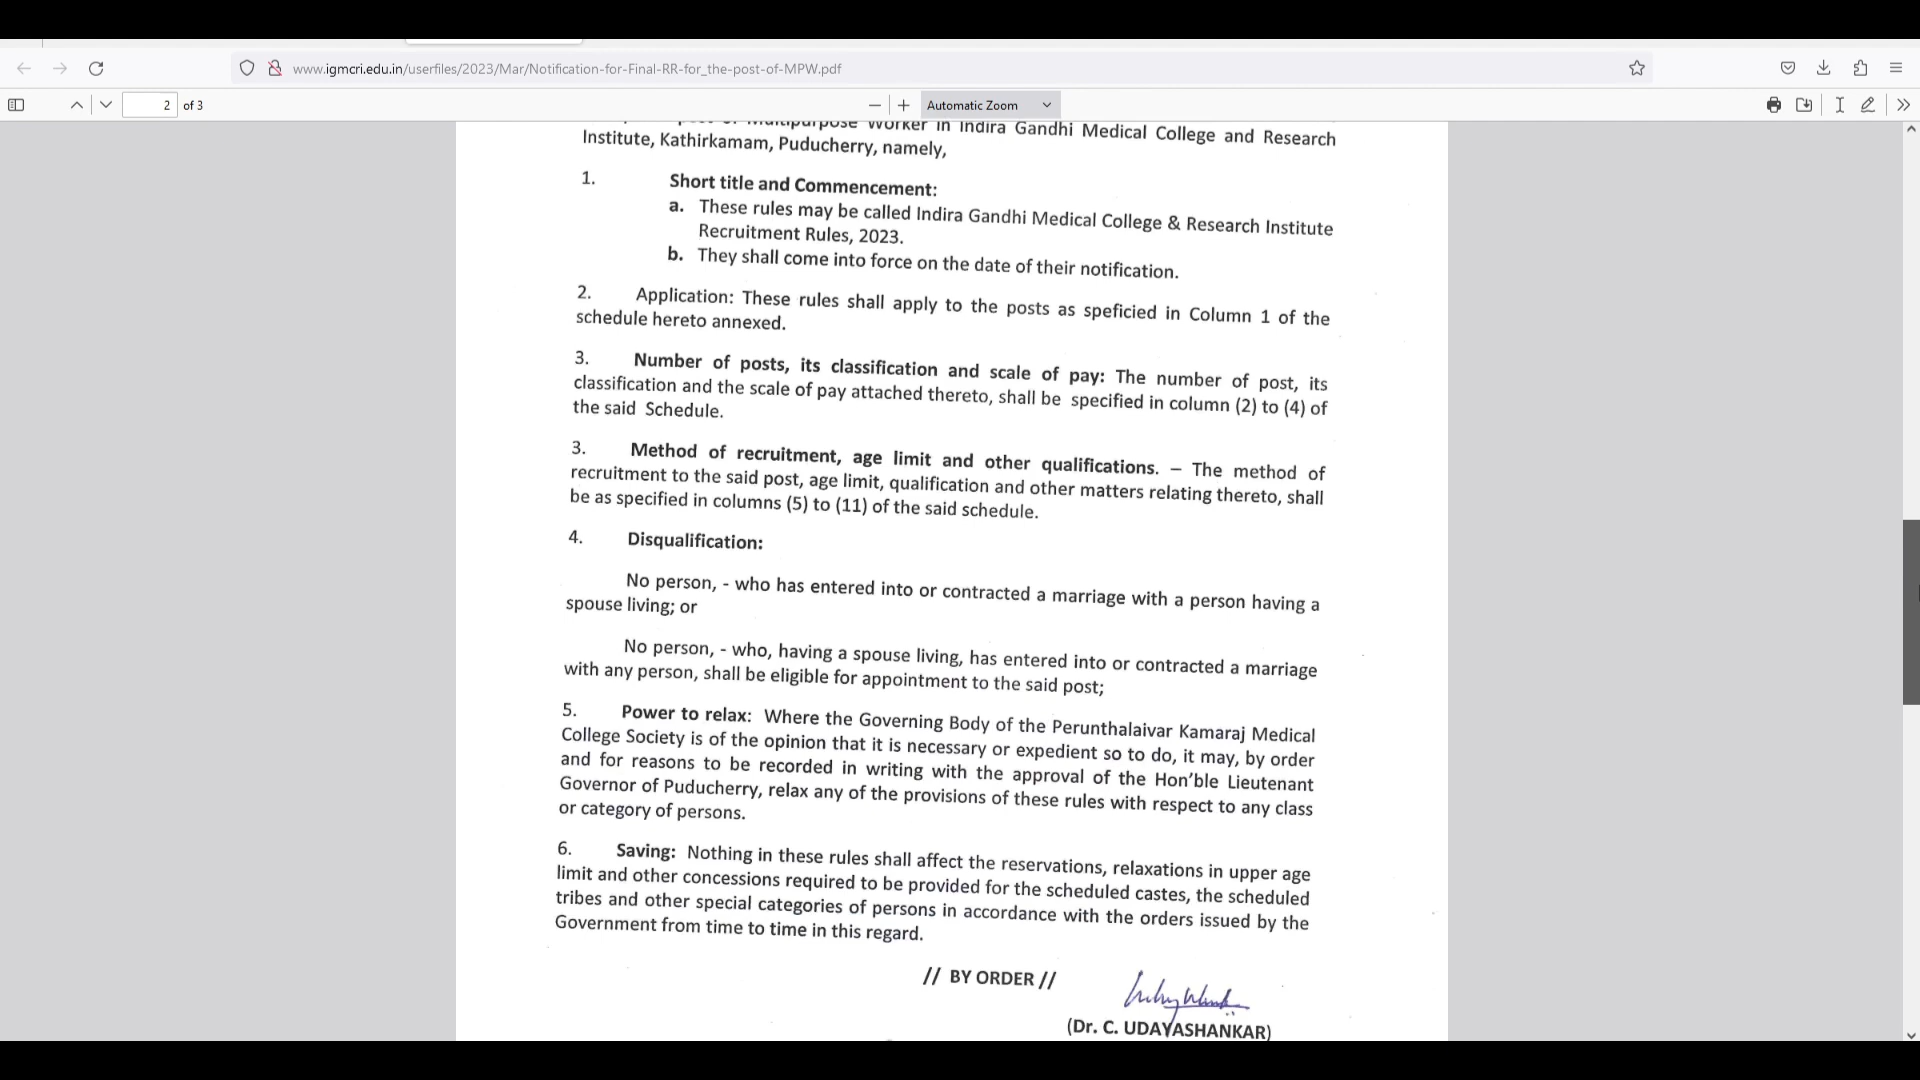 www.igmcri.edu.in/userfiles/2023/Mar/Notification-for-Final-RR-for_the-post-of-MPW.pdf
2 of 3
Automatic Zoom
Multipurpose Worker in Indira Gandhi Medical College and Research
Institute, Kathirkamam, Puducherry, namely,
1. Short title and Commencement:
a. These rules may be called Indira Gandhi Medical College & Research Institute
Recruitment Rules, 2023.
b. They shall come into force on the date of their notification.
2. Application: These rules shall apply to the posts as speficied in Column 1 of the
schedule hereto annexed.
3. Number of posts, its classification and scale of pay: The number of post, its
classification and the scale of pay attached thereto, shall be specified in column (2) to (4) of
the said Schedule.
3. Method of recruitment, age limit and other qualifications. – The method of
recruitment to the said post, age limit, qualification and other matters relating thereto, shall
be as specified in columns (5) to (11) of the said schedule.
4. Disqualification:
No person, - who has entered into or contracted a marriage with a person having a
spouse living; or
No person, - who, having a spouse living, has entered into or contracted a marriage
with any person, shall be eligible for appointment to the said post;
5. Power to relax: Where the Governing Body of the Perunthalaivar Kamaraj Medical
College Society is of the opinion that it is necessary or expedient so to do, it may, by order
and for reasons to be recorded in writing with the approval of the Hon'ble Lieutenant
Governor of Puducherry, relax any of the provisions of these rules with respect to any class
or category of persons.
6. Saving: Nothing in these rules shall affect the reservations, relaxations in upper age
limit and other concessions required to be provided for the scheduled castes, the scheduled
tribes and other special categories of persons in accordance with the orders issued by the
Government from time to time in this regard.
// BY ORDER //
(Dr. C. UDAYASHANKAR)